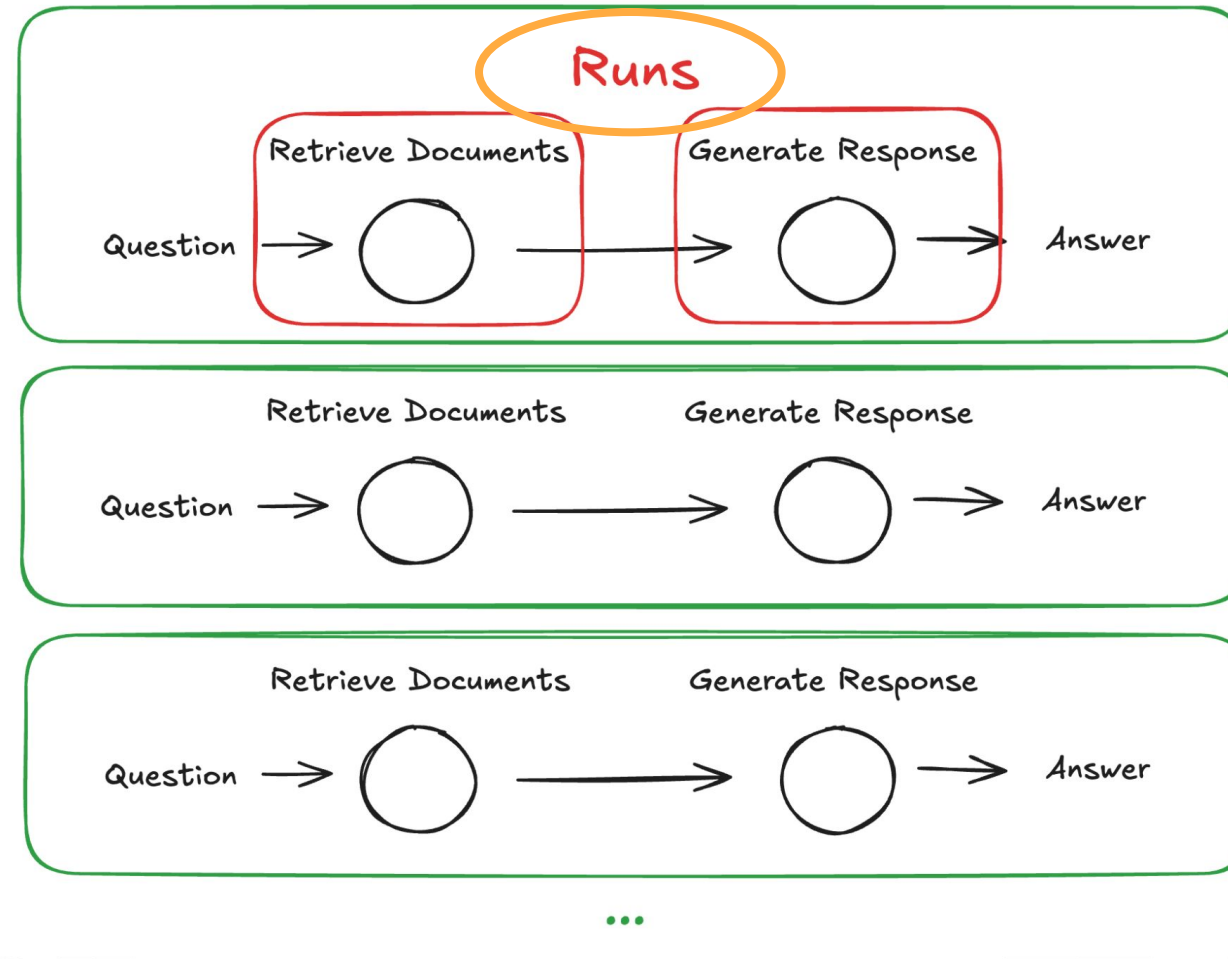 Runs
Retrieve Documents Generate Response
Question Answer
Retrieve Documents Generate Response
Question Answer
Retrieve Documents Generate Response
Question Answer
...